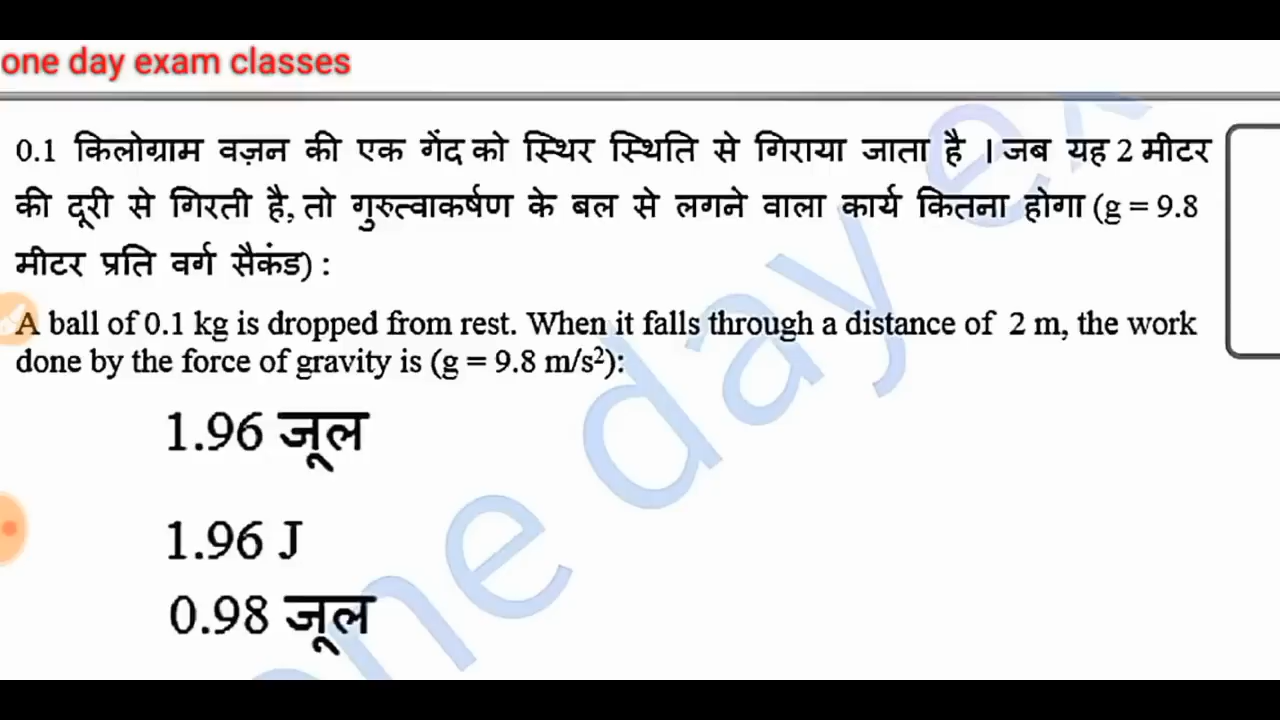 one day exam classes
0.1 किलोग्राम वज़न की एक गेंद को स्थिर स्थिति से गिराया जाता है । जब यह 2 मीटर
की दूरी से गिरती है, तो गुरुत्वाकर्षण के बल से लगने वाला कार्य कितना होगा (g = 9.8
मीटर प्रति वर्ग सैकंड) :
A ball of 0.1 kg is dropped from rest. When it falls through a distance of 2 m, the work
done by the force of gravity is (g = 9.8 m/s²):
1.96 जूल
1.96 J
0.98 जूल
one day ex